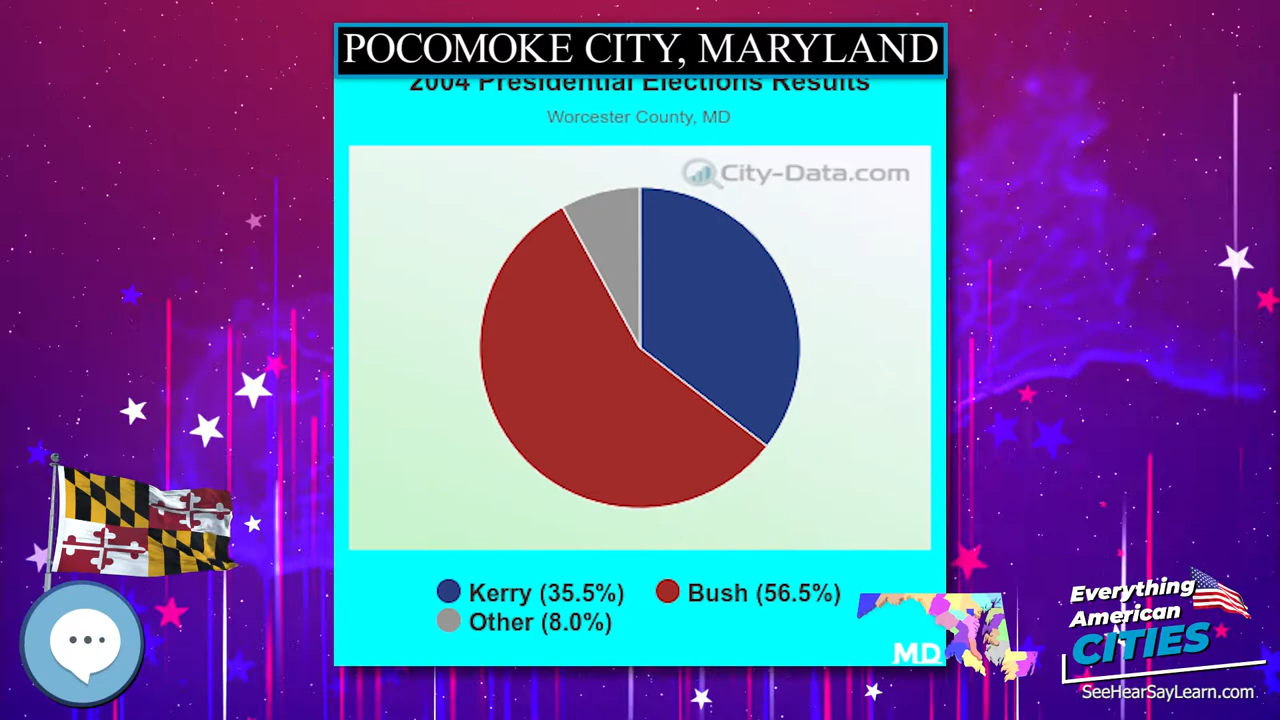 POCOMOKE CITY, MARYLAND
2004 Presidential Elections Results
Worcester County, MD
City-Data.com
Kerry (35.5%)
Bush (56.5%)
Other (8.0%)
MD
Everything
American
CITIES
SeeHearSayLearn.com